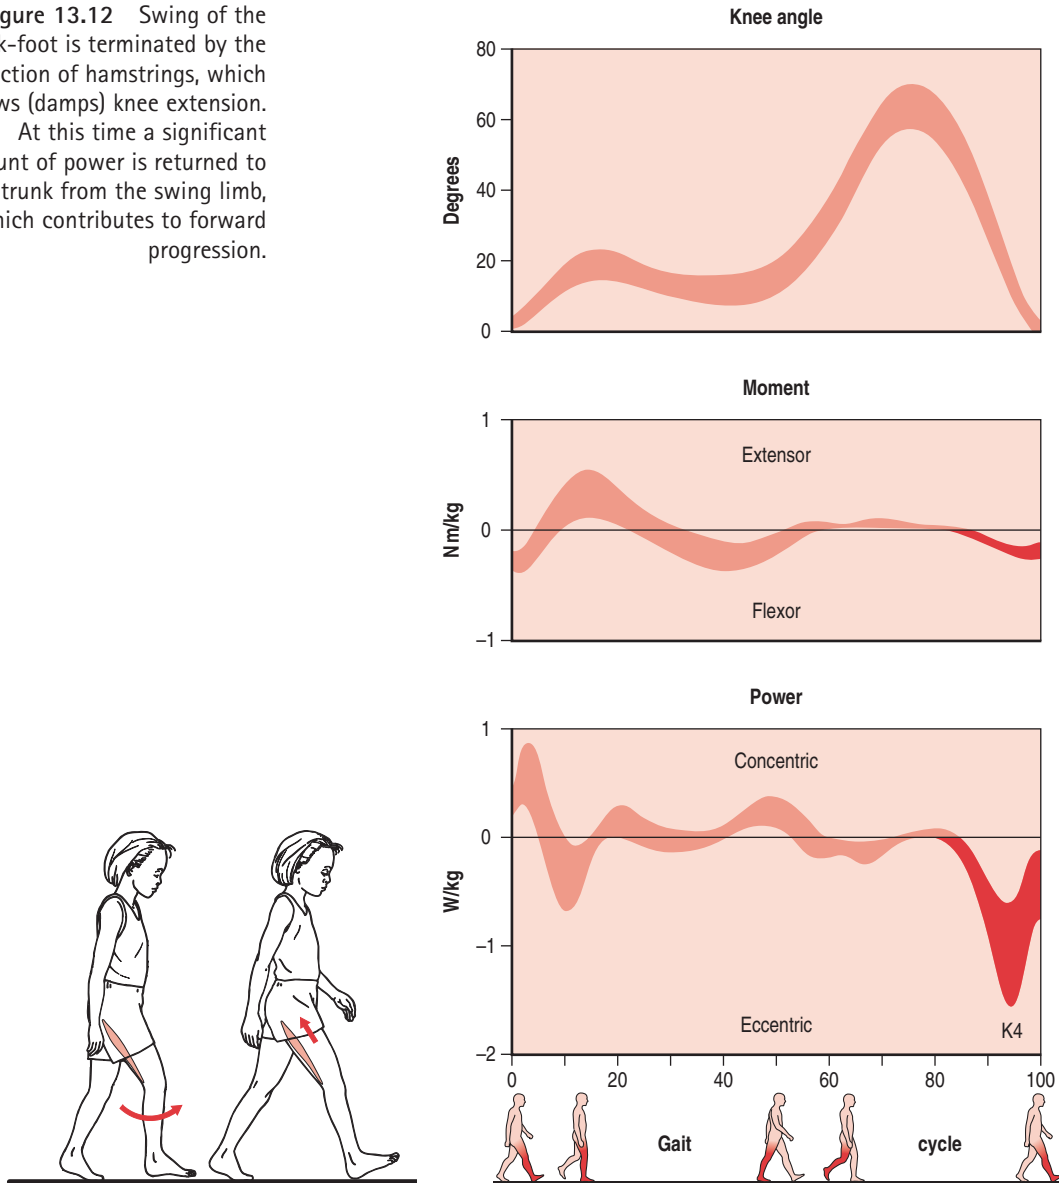 gure 13.12 Swing of the
k-foot is terminated by the
ction of hamstrings, which
ws (damps) knee extension.
At this time a significant
unt of power is returned to
trunk from the swing limb,
hich contributes to forward
progression.
Knee angle
80
60
40
20
0
Degrees
Moment
1
0
–1
Nm/kg
Extensor
Flexor
Power
1
0
–1
–2
W/kg
Concentric
Eccentric
K4
0 20 40 60 80 100
Gait cycle